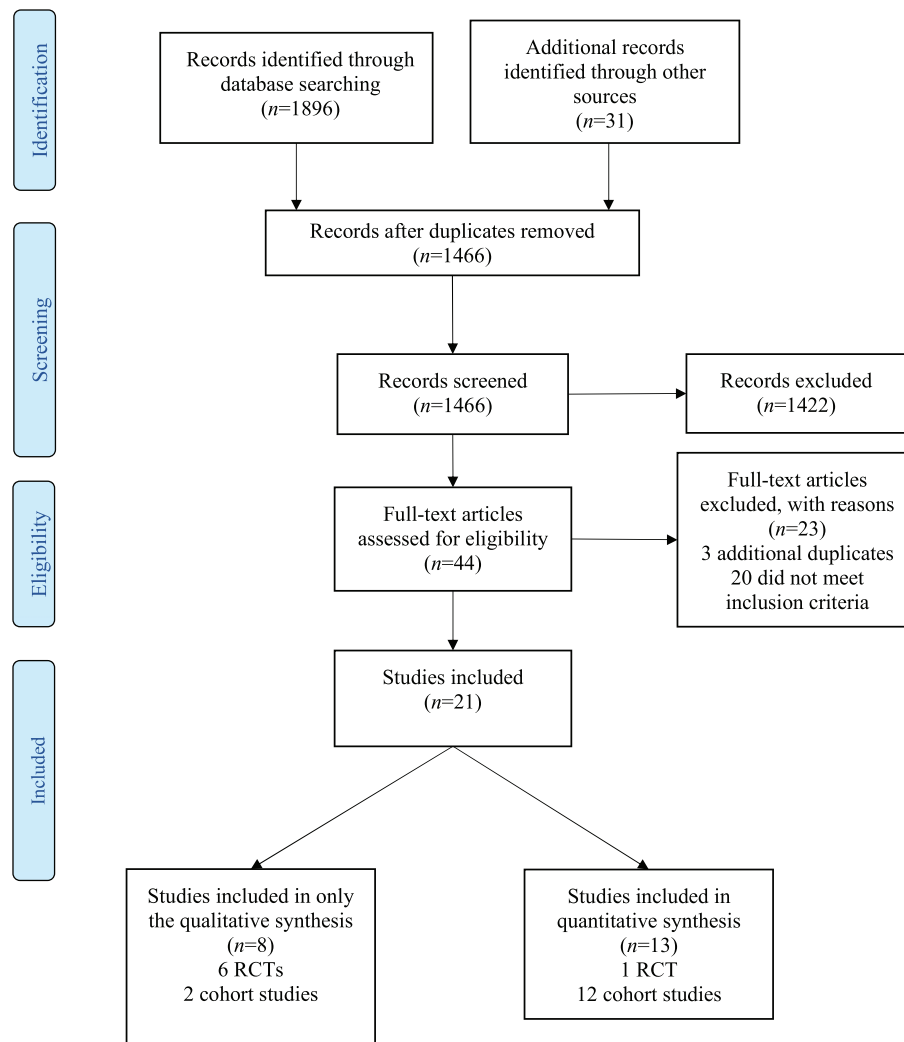 Identification
Records identified through
database searching
(n=1896)
Additional records
identified through other
sources
(n=31)
Screening
Records after duplicates removed
(n=1466)
Records screened
(n=1466)
Records excluded
(n=1422)
Eligibility
Full-text articles
assessed for eligibility
(n=44)
Full-text articles
excluded, with reasons
(n=23)
3 additional duplicates
20 did not meet
inclusion criteria
Included
Studies included
(n=21)
Studies included in only
the qualitative synthesis
(n=8)
6 RCTs
2 cohort studies
Studies included in
quantitative synthesis
(n=13)
1 RCT
12 cohort studies